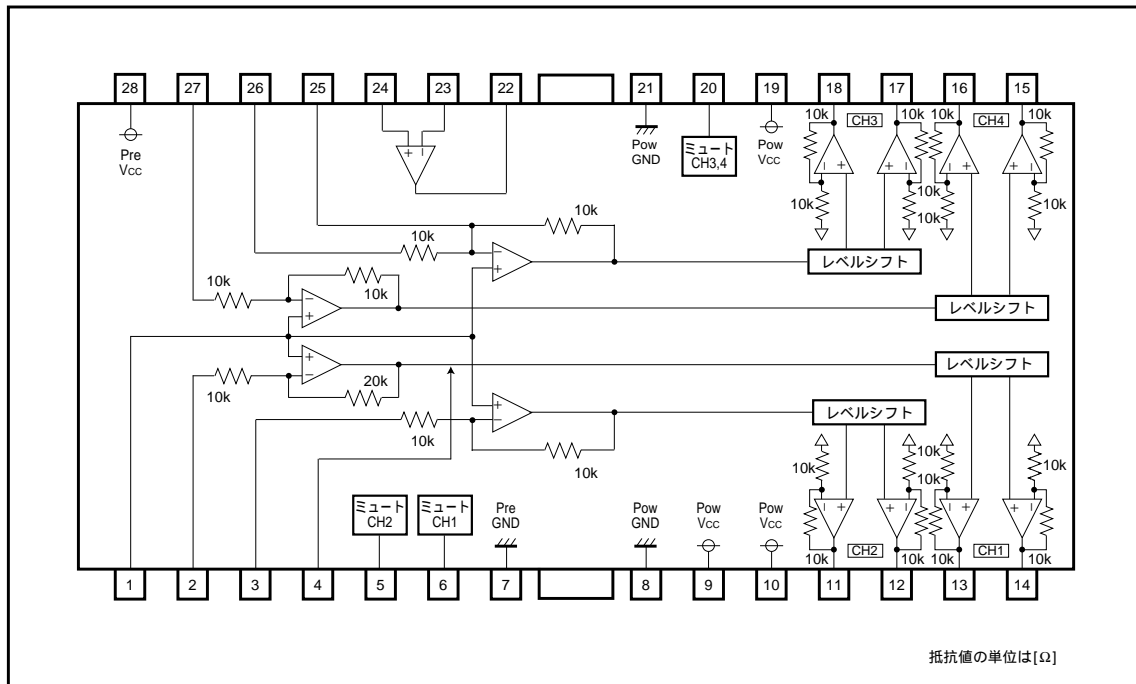 28
27
26
25
24
23
22
21
20
19
18
17
16
15
Pre
VCC
Pow
GND
ミュート
CH3,4
Pow
VCC
10k
CH3
10k
10k
CH4
10k
+
−
−
+
+
−
−
+
+
−
10k
10k
10k
10k
10k
10k
−
+
レベルシフト
10k
10k
−
+
レベルシフト
+
−
レベルシフト
10k
20k
+
−
レベルシフト
10k
10k
10k
10k
10k
10k
ミュート
CH2
ミュート
CH1
Pre
GND
Pow
GND
Pow
VCC
Pow
VCC
−
+
+
−
−
+
+
−
10k
CH2
10k
10k
CH1
10k
1
2
3
4
5
6
7
8
9
10
11
12
13
14
抵抗値の単位は[Ω]